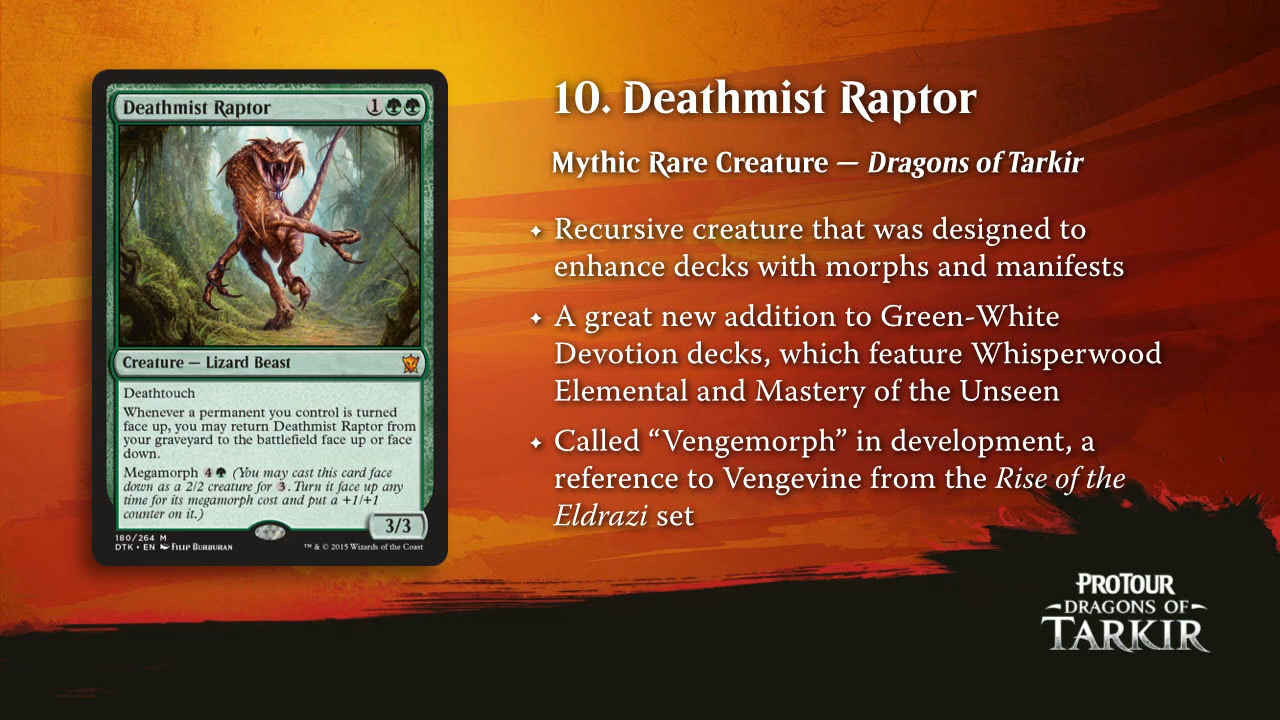 Deathmist Raptor 1
Creature — Lizard Beast
Deathtouch
Whenever a permanent you control is turned
face up, you may return Deathmist Raptor from
your graveyard to the battlefield face up or face
down.
Megamorph 4 (You may cast this card face
down as a 2/2 creature for 3. Turn it face up any
time for its megamorph cost and put a +1/+1
counter on it.)
3/3
180/264 M
DTK • EN Filip Burburan
™ & © 2015 Wizards of the Coast
10. Deathmist Raptor
Mythic Rare Creature — Dragons of Tarkir
Recursive creature that was designed to
enhance decks with morphs and manifests
A great new addition to Green-White
Devotion decks, which feature Whisperwood
Elemental and Mastery of the Unseen
Called “Vengemorph” in development, a
reference to Vengevine from the Rise of the
Eldrazi set
PROTOUR
DRAGONS OF
TARKIR